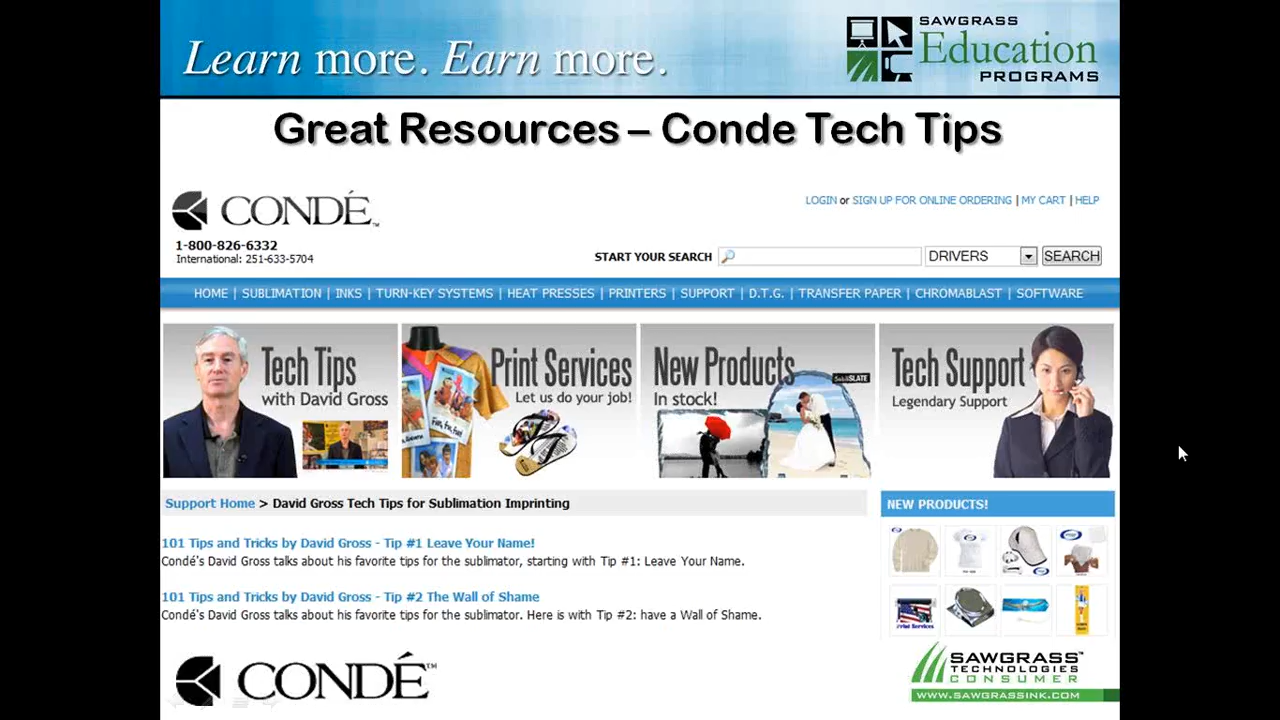 Learn more. Earn more.
SAWGRASS
Education
PROGRAMS
Great Resources – Conde Tech Tips
CONDÉ™
1-800-826-6332
International: 251-633-5704
LOGIN or SIGN UP FOR ONLINE ORDERING | MY CART | HELP
START YOUR SEARCH
DRIVERS
SEARCH
HOME | SUBLIMATION | INKS | TURN-KEY SYSTEMS | HEAT PRESSES | PRINTERS | SUPPORT | D.T.G. | TRANSFER PAPER | CHROMABLAST | SOFTWARE
Tech Tips
with David Gross
Print Services
Let us do your job!
New Products
In stock!
SubliSLATE
Tech Support
Legendary Support
Support Home > David Gross Tech Tips for Sublimation Imprinting
NEW PRODUCTS!
101 Tips and Tricks by David Gross - Tip #1 Leave Your Name!
Condé's David Gross talks about his favorite tips for the sublimator, starting with Tip #1: Leave Your Name.
101 Tips and Tricks by David Gross - Tip #2 The Wall of Shame
Condé's David Gross talks about his favorite tips for the sublimator. Here is with Tip #2: have a Wall of Shame.
Print Services
CONDÉ™
SAWGRASS™
TECHNOLOGIES
CONSUMER
WWW.SAWGRASSINK.COM